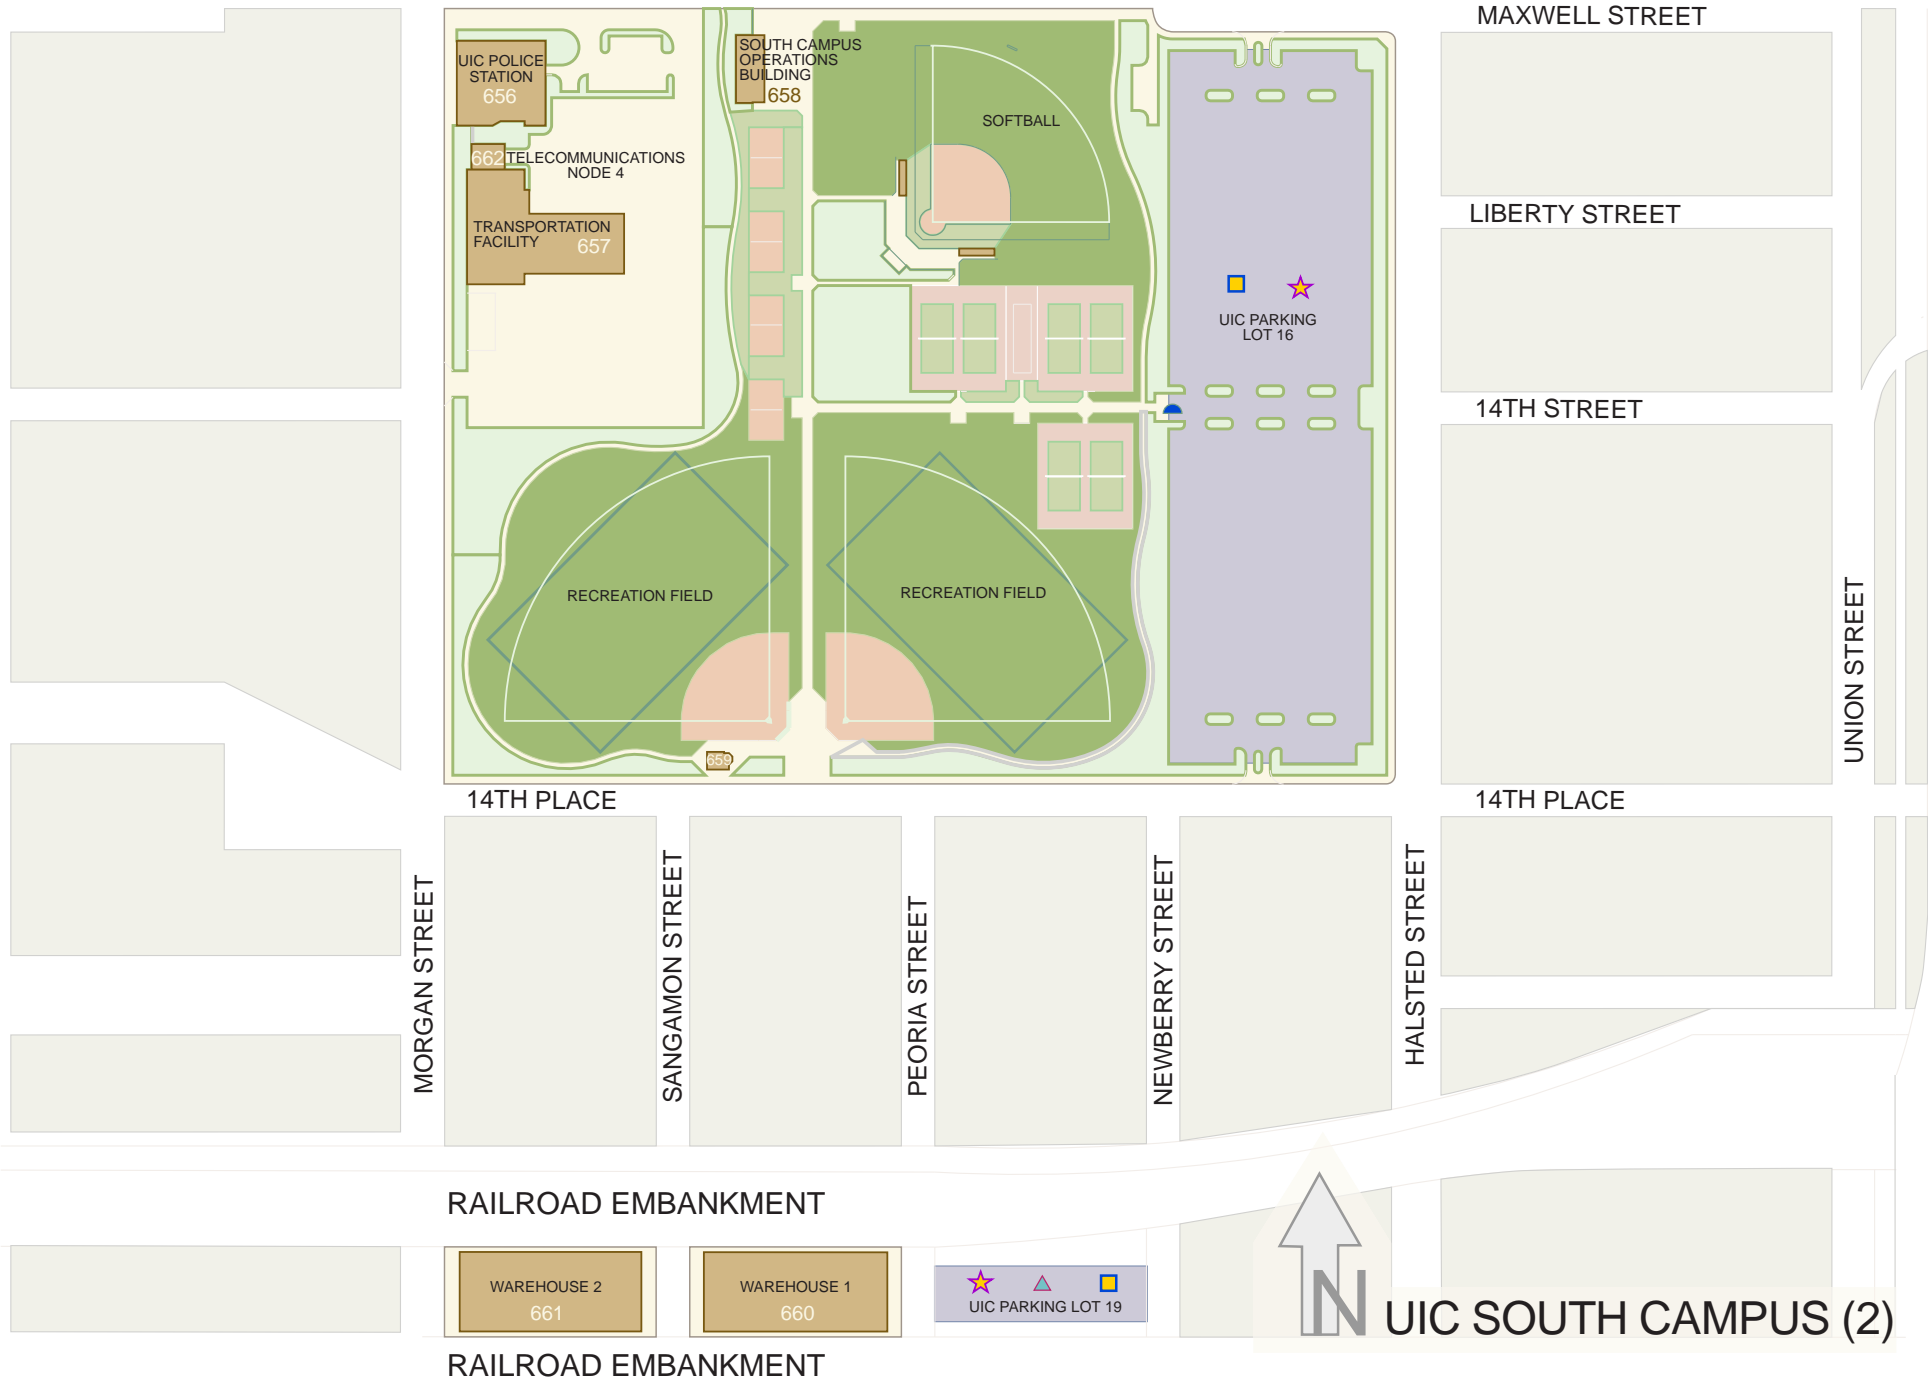 MAXWELL STREET
UIC POLICE
STATION
656
SOUTH CAMPUS
OPERATIONS
BUILDING
658
SOFTBALL
662 TELECOMMUNICATIONS
NODE 4
LIBERTY STREET
TRANSPORTATION
FACILITY 657
UIC PARKING
LOT 16
14TH STREET
RECREATION FIELD
RECREATION FIELD
UNION STREET
659
14TH PLACE
14TH PLACE
MORGAN STREET
SANGAMON STREET
PEORIA STREET
NEWBERRY STREET
HALSTED STREET
RAILROAD EMBANKMENT
WAREHOUSE 2
661
WAREHOUSE 1
660
UIC PARKING LOT 19
N
UIC SOUTH CAMPUS (2)
RAILROAD EMBANKMENT